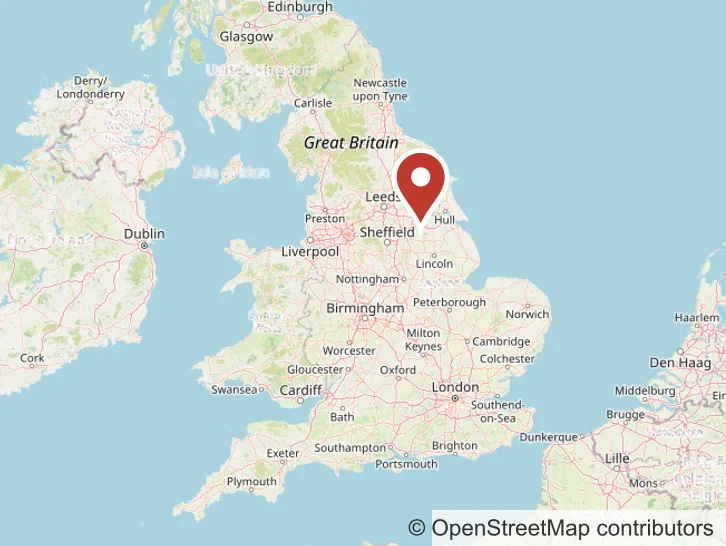 Edinburgh
Glasgow
Derry/
Londonderry
Newcastle
upon Tyne
Carlisle
Great Britain
Leeds
Preston
Hull
Dublin
Sheffield
Liverpool
Lincoln
Nottingham
Peterborough
Norwich
Birmingham
Haarlem
Milton
Keynes
Cambridge
Worcester
Colchester
Den Haag
Cork
Gloucester
Oxford
Swansea
Cardiff
London
Middelburg
Southend-
on-Sea
Bath
Brugge
Dunkerque
Southampton
Brighton
Exeter
Portsmouth
Lille
Plymouth
Mons
© OpenStreetMap contributors